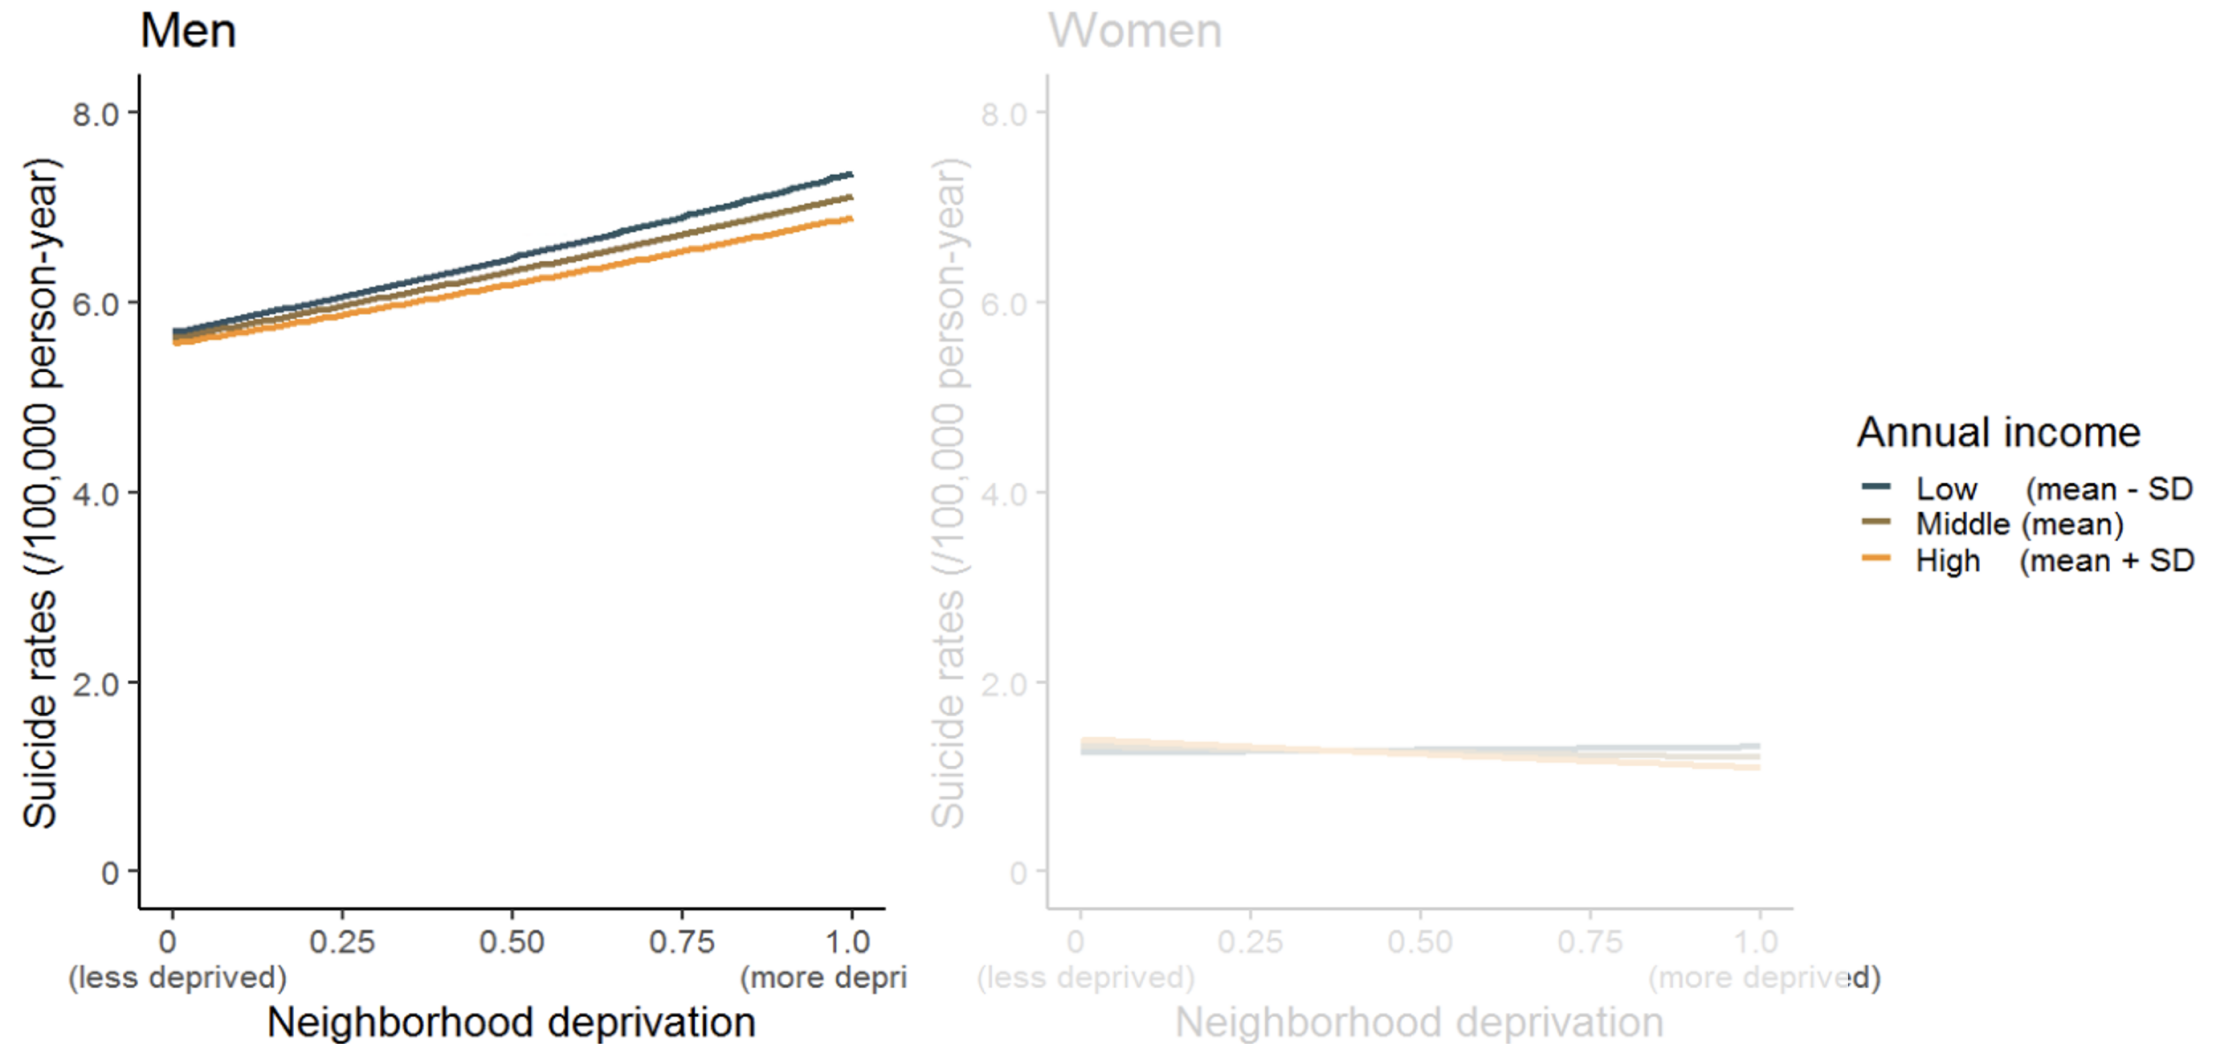 Men
8.0
6.0
4.0
2.0
0
Suicide rates (/100,000 person-year)
0 0.25 0.50 0.75 1.0
(less deprived) (more depri
Neighborhood deprivation
Women
8.0
6.0
4.0
2.0
0
Suicide rates (/100,000 person-year)
0 0.25 0.50 0.75 1.0
(less deprived) (more deprived)
Neighborhood deprivation
Annual income
Low (mean - SD
Middle (mean)
High (mean + SD